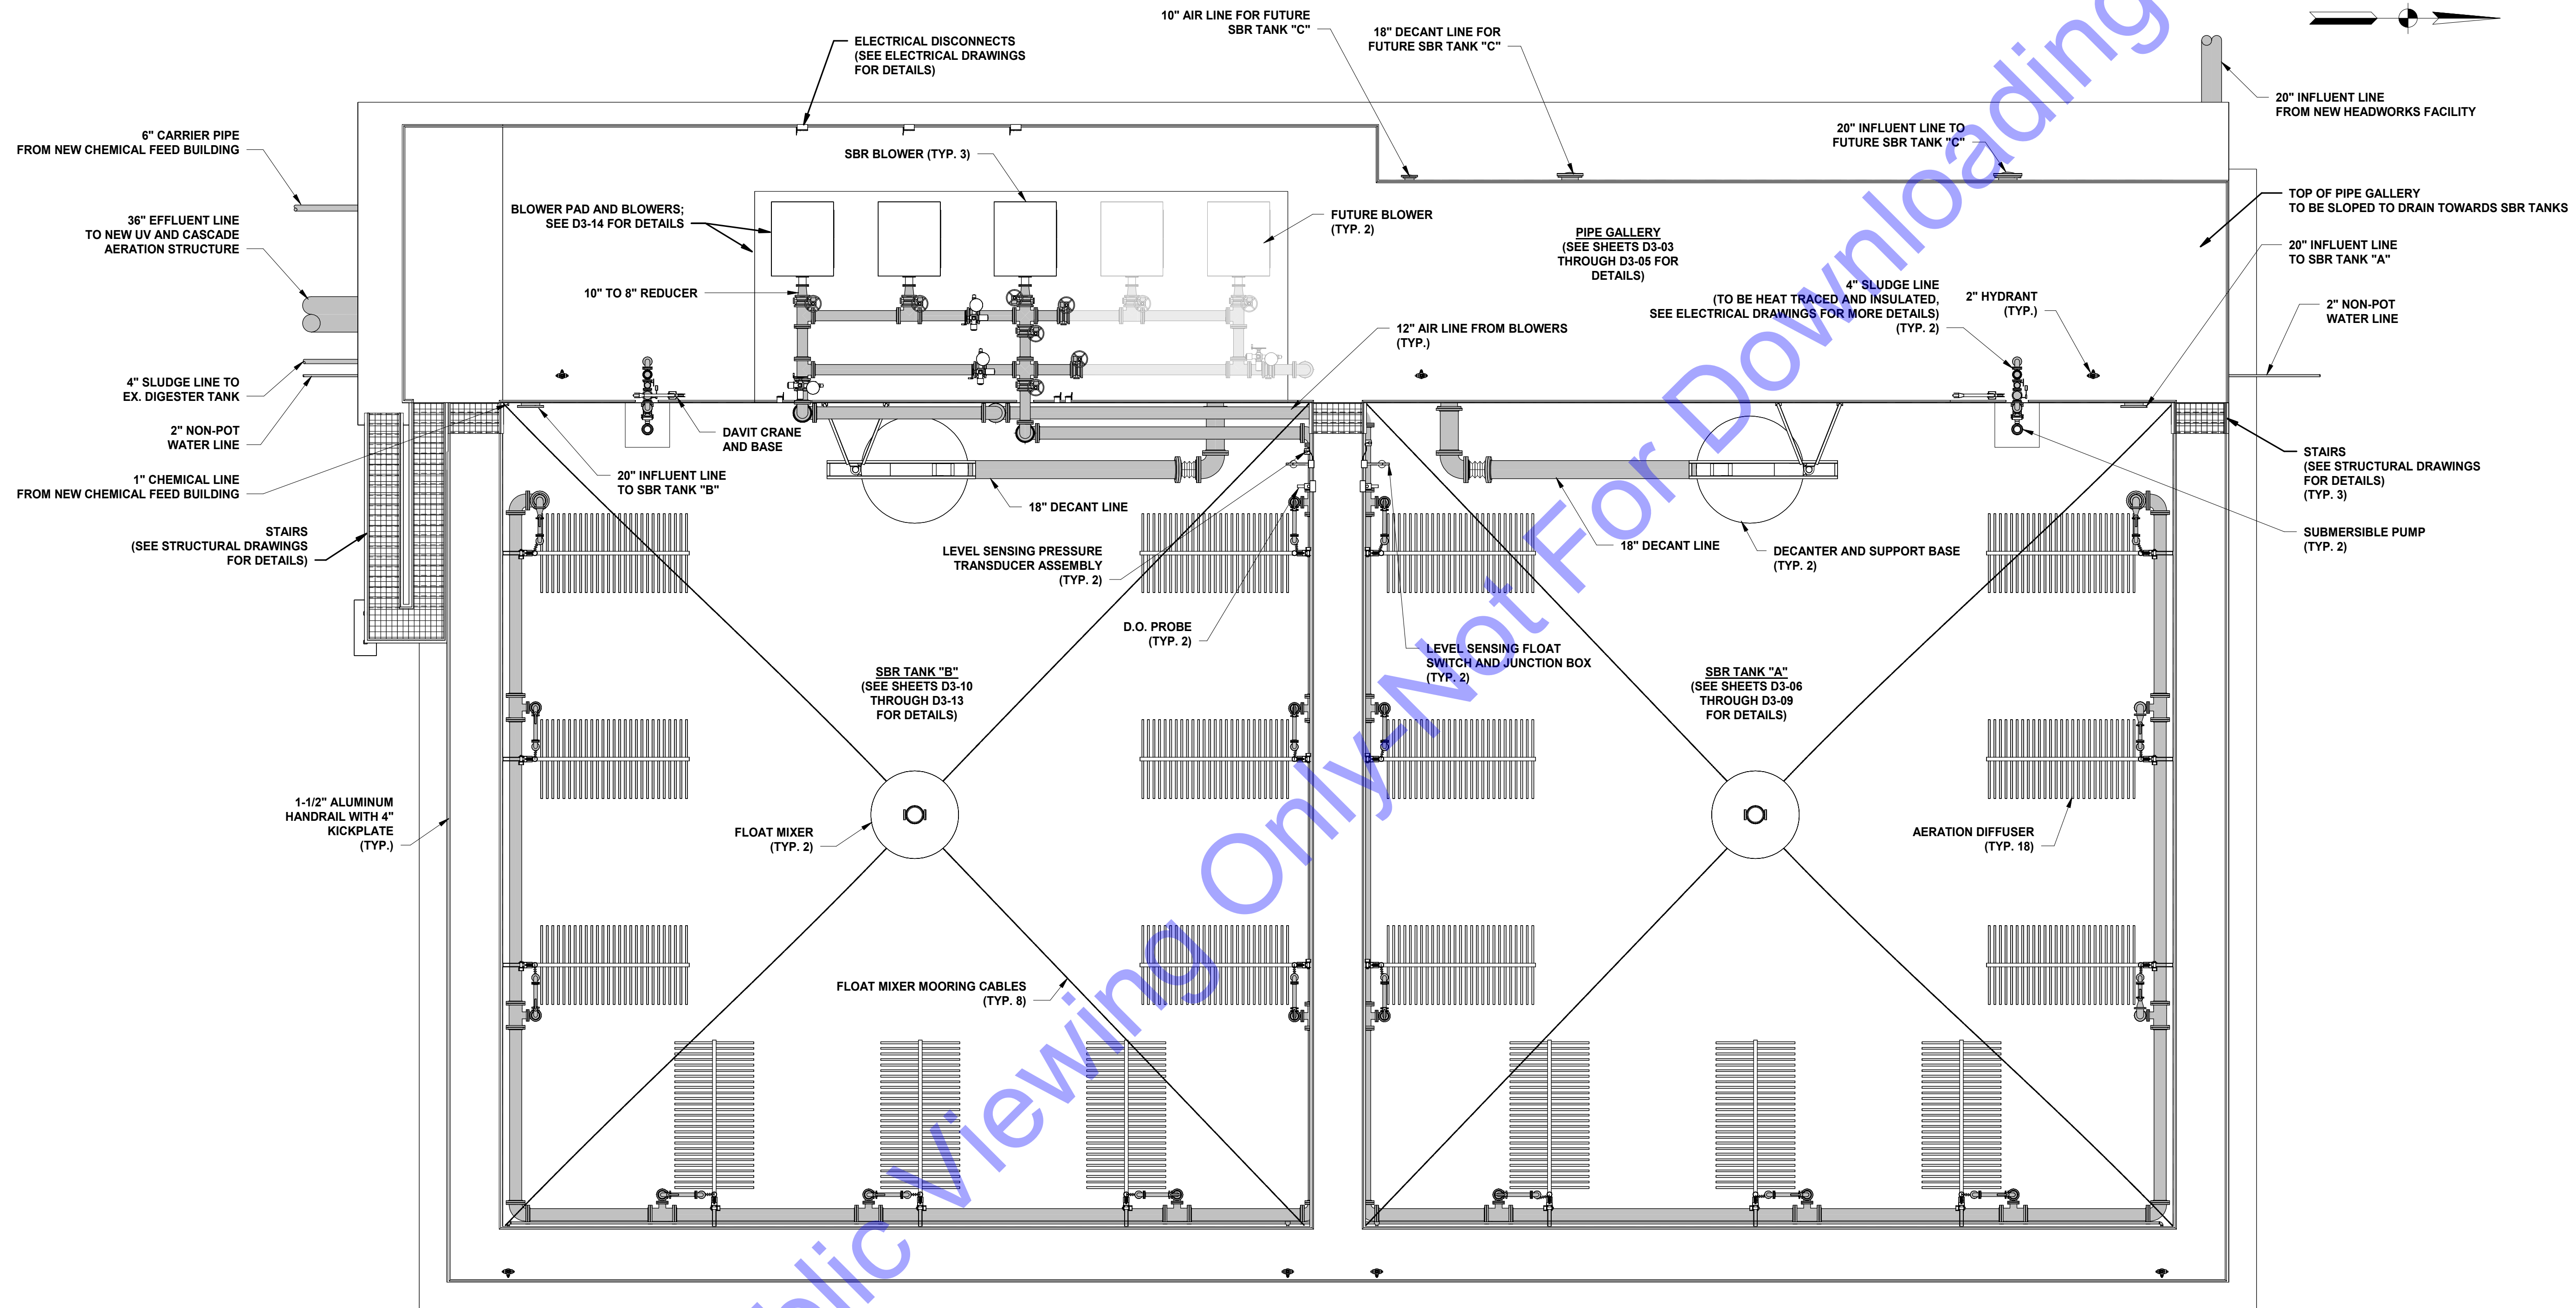 10" AIR LINE FOR FUTURE
SBR TANK "C"
18" DECANT LINE FOR
FUTURE SBR TANK "C"
ELECTRICAL DISCONNECTS
(SEE ELECTRICAL DRAWINGS
FOR DETAILS)
20" INFLUENT LINE
FROM NEW HEADWORKS FACILITY
6" CARRIER PIPE
FROM NEW CHEMICAL FEED BUILDING
SBR BLOWER (TYP. 3)
20" INFLUENT LINE TO
FUTURE SBR TANK "C"
36" EFFLUENT LINE
TO NEW UV AND CASCADE
AERATION STRUCTURE
BLOWER PAD AND BLOWERS;
SEE D3-14 FOR DETAILS
FUTURE BLOWER
(TYP. 2)
PIPE GALLERY
(SEE SHEETS D3-03
THROUGH D3-05 FOR
DETAILS)
TOP OF PIPE GALLERY
TO BE SLOPED TO DRAIN TOWARDS SBR TANKS
20" INFLUENT LINE
TO SBR TANK "A"
10" TO 8" REDUCER
4" SLUDGE LINE
(TO BE HEAT TRACED AND INSULATED,
SEE ELECTRICAL DRAWINGS FOR MORE DETAILS)
(TYP. 2)
2" HYDRANT
(TYP.)
2" NON-POT
WATER LINE
12" AIR LINE FROM BLOWERS
(TYP.)
4" SLUDGE LINE TO
EX. DIGESTER TANK
2" NON-POT
WATER LINE
DAVIT CRANE
AND BASE
1" CHEMICAL LINE
FROM NEW CHEMICAL FEED BUILDING
20" INFLUENT LINE
TO SBR TANK "B"
18" DECANT LINE
STAIRS
(SEE STRUCTURAL DRAWINGS
FOR DETAILS)
(TYP. 3)
STAIRS
(SEE STRUCTURAL DRAWINGS
FOR DETAILS)
LEVEL SENSING PRESSURE
TRANSDUCER ASSEMBLY
(TYP. 2)
18" DECANT LINE
DECANTER AND SUPPORT BASE
(TYP. 2)
SUBMERSIBLE PUMP
(TYP. 2)
D.O. PROBE
(TYP. 2)
LEVEL SENSING FLOAT
SWITCH AND JUNCTION BOX
(TYP. 2)
SBR TANK "B"
(SEE SHEETS D3-10
THROUGH D3-13
FOR DETAILS)
SBR TANK "A"
(SEE SHEETS D3-06
THROUGH D3-09
FOR DETAILS)
1-1/2" ALUMINUM
HANDRAIL WITH 4"
KICKPLATE
(TYP.)
FLOAT MIXER
(TYP. 2)
AERATION DIFFUSER
(TYP. 18)
FLOAT MIXER MOORING CABLES
(TYP. 8)
blic Viewing Only-Not For Downloading